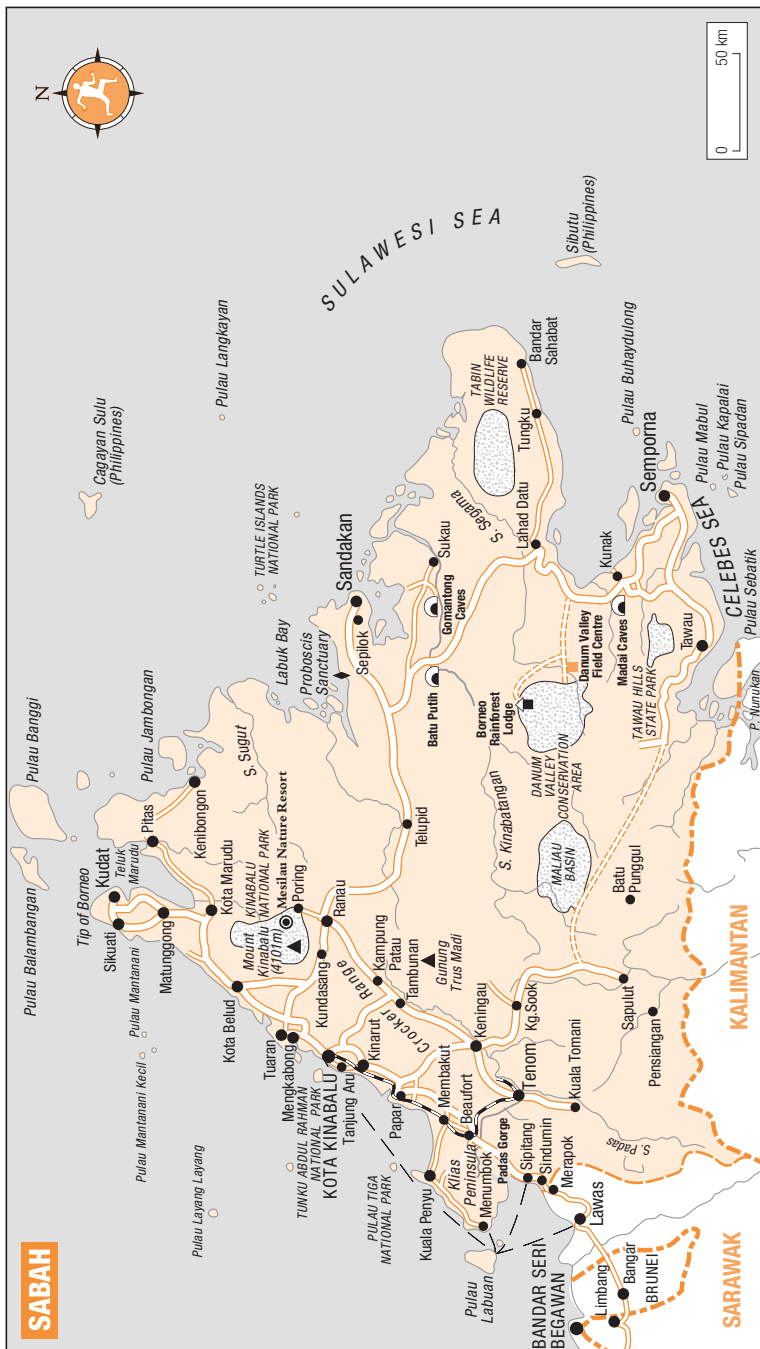 SABAH
N
0
50 km
Pulau Balambangan
Pulau Banggi
Cagayan Sulu
(Philippines)
Pulau Langkayan
Tip of Borneo
Kudat
Teluk
Marudu
Sikuati
Pitas
Pulau Jambongan
Matunggong
Kenibongon
Kota Marudu
Pulau Mantanani
Pulau Mantanani Kecil
Pulau Layang Layang
Kota Belud
S. Sugut
KINABALU
NATIONAL PARK
Mount
Kinabalu
(4101m)
Mesilau Nature Resort
Poring
Ranau
Kundasang
Labuk Bay
Proboscis
Sanctuary
TURTLE ISLANDS
NATIONAL PARK
Sandakan
Sepilok
Tuaran
Mengkabong
TUNKU ABDUL RAHMAN
NATIONAL PARK
KOTA KINABALU
Tanjung Aru
Kinarut
Crocker
Range
Kampung
Patau
Tambunan
Gunung
Trus Madi
Telupid
Batu Putih
Gomantong
Caves
Sukau
SULAWESI SEA
PULAU TIGA
NATIONAL PARK
Papar
Membakut
Beaufort
Kuala Penyu
Klias
Peninsula
Menumbok
Pulau
Labuan
Padas Gorge
Keningau
Kg.Sook
Tenom
Kuala Tomani
S. Kinabatangan
Borneo
Rainforest
Lodge
DANUM
VALLEY
CONSERVATION
AREA
Danum Valley
Field Centre
S. Segama
TABIN
WILDLIFE
RESERVE
Lahad Datu
Tungku
Bandar
Sahabat
Sibutu
(Philippines)
MALIAU
BASIN
Batu
Punggul
Sapulut
Pensiangan
S. Padas
Sipitang
Sindumin
Merapok
Lawas
BANDAR SERI
BEGAWAN
Limbang
Bangar
BRUNEI
SARAWAK
KALIMANTAN
Kunak
Madai Caves
TAWAU HILLS
STATE PARK
Tawau
Semporna
Pulau Buhaydulong
Pulau Mabul
Pulau Kapalai
Pulau Sipadan
CELEBES SEA
Pulau Sebatik
P. Nunukan